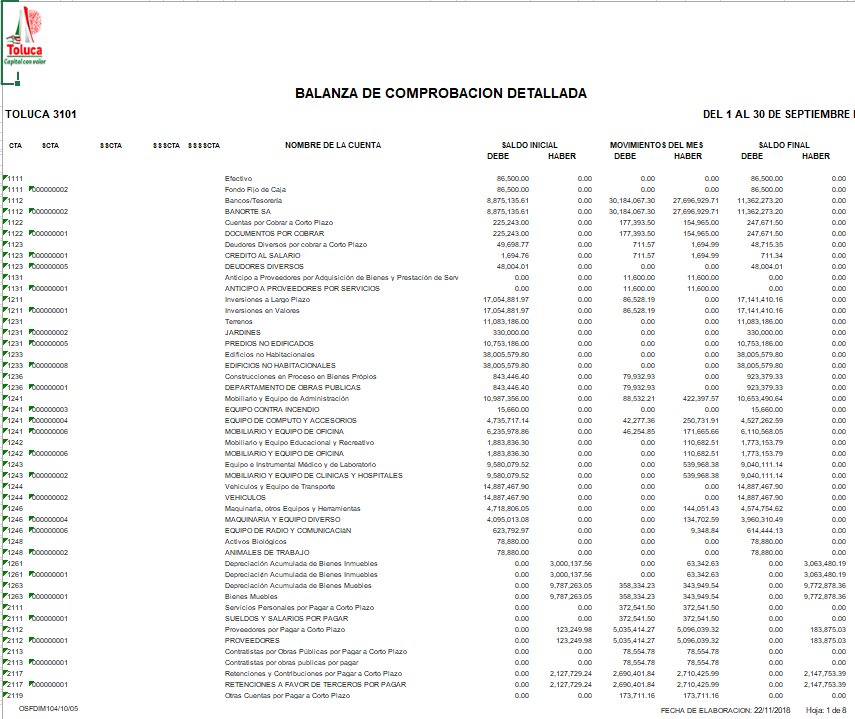 Toluca
Capital con valor
BALANZA DE COMPROBACION DETALLADA
TOLUCA 3101 DEL 1 AL 30 DE SEPTIEMBRE
CTA SCTA SSCTA SSSCTA SSSSCTA NOMBRE DE LA CUENTA SALDO INICIAL MOVIMIENTOS DEL MES SALDO FINAL
DEBE HABER DEBE HABER DEBE HABER
1111 Efectivo 86,500.00 0.00 0.00 0.00 86,500.00 0.00
1111 000000002 Fondo Fijo de Caja 86,500.00 0.00 0.00 0.00 86,500.00 0.00
1112 Bancos/Tesorería 8,875,135.61 0.00 30,184,067.30 27,696,929.71 11,362,273.20 0.00
1112 000000002 BANORTE SA 8,875,135.61 0.00 30,184,067.30 27,696,929.71 11,362,273.20 0.00
1122 Cuentas por Cobrar a Corto Plazo 225,243.00 0.00 177,393.50 154,965.00 247,671.50 0.00
1122 000000001 DOCUMENTOS POR COBRAR 225,243.00 0.00 177,393.50 154,965.00 247,671.50 0.00
1123 Deudores Diversos por cobrar a Corto Plazo 49,698.77 0.00 711.57 1,694.99 48,715.35 0.00
1123 000000001 CREDITO AL SALARIO 1,694.76 0.00 711.57 1,694.99 711.34 0.00
1123 000000005 DEUDORES DIVERSOS 48,004.01 0.00 0.00 0.00 48,004.01 0.00
1131 Anticipo a Proveedores por Adquisición de Bienes y Prestación de Serv 0.00 0.00 11,600.00 11,600.00 0.00 0.00
1131 000000001 ANTICIPO A PROVEEDORES POR SERVICIOS 0.00 0.00 11,600.00 11,600.00 0.00 0.00
1211 Inversiones a Largo Plazo 17,054,881.97 0.00 86,528.19 0.00 17,141,410.16 0.00
1211 000000001 Inversiones en Valores 17,054,881.97 0.00 86,528.19 0.00 17,141,410.16 0.00
1231 Terrenos 11,083,186.00 0.00 0.00 0.00 11,083,186.00 0.00
1231 000000002 JARDINES 330,000.00 0.00 0.00 0.00 330,000.00 0.00
1231 000000005 PREDIOS NO EDIFICADOS 10,753,186.00 0.00 0.00 0.00 10,753,186.00 0.00
1233 Edificios no Habitacionales 38,005,579.80 0.00 0.00 0.00 38,005,579.80 0.00
1233 000000008 EDIFICIOS NO HABITACIONALES 38,005,579.80 0.00 0.00 0.00 38,005,579.80 0.00
1236 Construcciones en Proceso en Bienes Própios 843,446.40 0.00 79,932.93 0.00 923,379.33 0.00
1236 000000001 DEPARTAMENTO DE OBRAS PUBLICAS 843,446.40 0.00 79,932.93 0.00 923,379.33 0.00
1241 Mobiliario y Equipo de Administración 10,987,356.00 0.00 88,532.21 422,397.57 10,653,490.64 0.00
1241 000000003 EQUIPO CONTRA INCENDIO 15,660.00 0.00 0.00 0.00 15,660.00 0.00
1241 000000004 EQUIPO DE COMPUTO Y ACCESORIOS 4,735,717.14 0.00 42,277.36 250,731.91 4,527,262.59 0.00
1241 000000006 MOBILIARIO Y EQUIPO DE OFICINA 6,235,978.86 0.00 46,254.85 171,665.66 6,110,568.05 0.00
1242 Mobiliario y Equipo Educacional y Recreativo 1,883,836.30 0.00 0.00 110,682.51 1,773,153.79 0.00
1242 000000006 MOBILIARIO Y EQUIPO DE OFICINA 1,883,836.30 0.00 0.00 110,682.51 1,773,153.79 0.00
1243 Equipo e Instrumental Médico y de Laboratorio 9,580,079.52 0.00 0.00 539,968.38 9,040,111.14 0.00
1243 000000002 MOBILIARIO Y EQUIPO DE CLINICAS Y HOSPITALES 9,580,079.52 0.00 0.00 539,968.38 9,040,111.14 0.00
1244 Vehículos y Equipo de Transporte 14,887,467.90 0.00 0.00 0.00 14,887,467.90 0.00
1244 000000002 VEHICULOS 14,887,467.90 0.00 0.00 0.00 14,887,467.90 0.00
1246 Maquinaria, otros Equipos y Herramientas 4,718,806.05 0.00 0.00 144,051.43 4,574,754.62 0.00
1246 000000004 MAQUINARIA Y EQUIPO DIVERSO 4,095,013.08 0.00 0.00 134,702.59 3,960,310.49 0.00
1246 000000006 EQUIPO DE RADIO Y COMUNICACIÓN 623,792.97 0.00 0.00 9,348.84 614,444.13 0.00
1248 Activos Biológicos 78,880.00 0.00 0.00 0.00 78,880.00 0.00
1248 000000002 ANIMALES DE TRABAJO 78,880.00 0.00 0.00 0.00 78,880.00 0.00
1261 Depreciación Acumulada de Bienes Inmuebles 0.00 3,000,137.56 0.00 63,342.63 0.00 3,063,480.19
1261 000000001 Depreciación Acumulada de Bienes Inmuebles 0.00 3,000,137.56 0.00 63,342.63 0.00 3,063,480.19
1263 Depreciación Acumulada de Bienes Muebles 0.00 9,787,263.05 358,334.23 343,949.54 0.00 9,772,878.36
1263 000000001 Bienes Muebles 0.00 9,787,263.05 358,334.23 343,949.54 0.00 9,772,878.36
2111 Servicios Personales por Pagar a Corto Plazo 0.00 0.00 372,541.50 372,541.50 0.00 0.00
2111 000000001 SUELDOS Y SALARIOS POR PAGAR 0.00 0.00 372,541.50 372,541.50 0.00 0.00
2112 Proveedores por Pagar a Corto Plazo 0.00 123,249.98 5,035,414.27 5,096,039.32 0.00 183,875.03
2112 000000001 PROVEEDORES 0.00 123,249.98 5,035,414.27 5,096,039.32 0.00 183,875.03
2113 Contratistas por Obras Públicas por Pagar a Corto Plazo 0.00 0.00 78,554.78 78,554.78 0.00 0.00
2113 000000001 Contratistas por obras publicas por pagar 0.00 0.00 78,554.78 78,554.78 0.00 0.00
2117 Retenciones y Contribuciones por Pagar a Corto Plazo 0.00 2,127,729.24 2,690,401.84 2,710,425.99 0.00 2,147,753.39
2117 000000001 RETENCIONES A FAVOR DE TERCEROS POR PAGAR 0.00 2,127,729.24 2,690,401.84 2,710,425.99 0.00 2,147,753.39
2119 Otras Cuentas por Pagar a Corto Plazo 0.00 0.00 173,711.16 173,711.16 0.00 0.00
OSFDIM104/10/05 FECHA DE ELABORACION: 22/11/2018 Hoja: 1 de 8